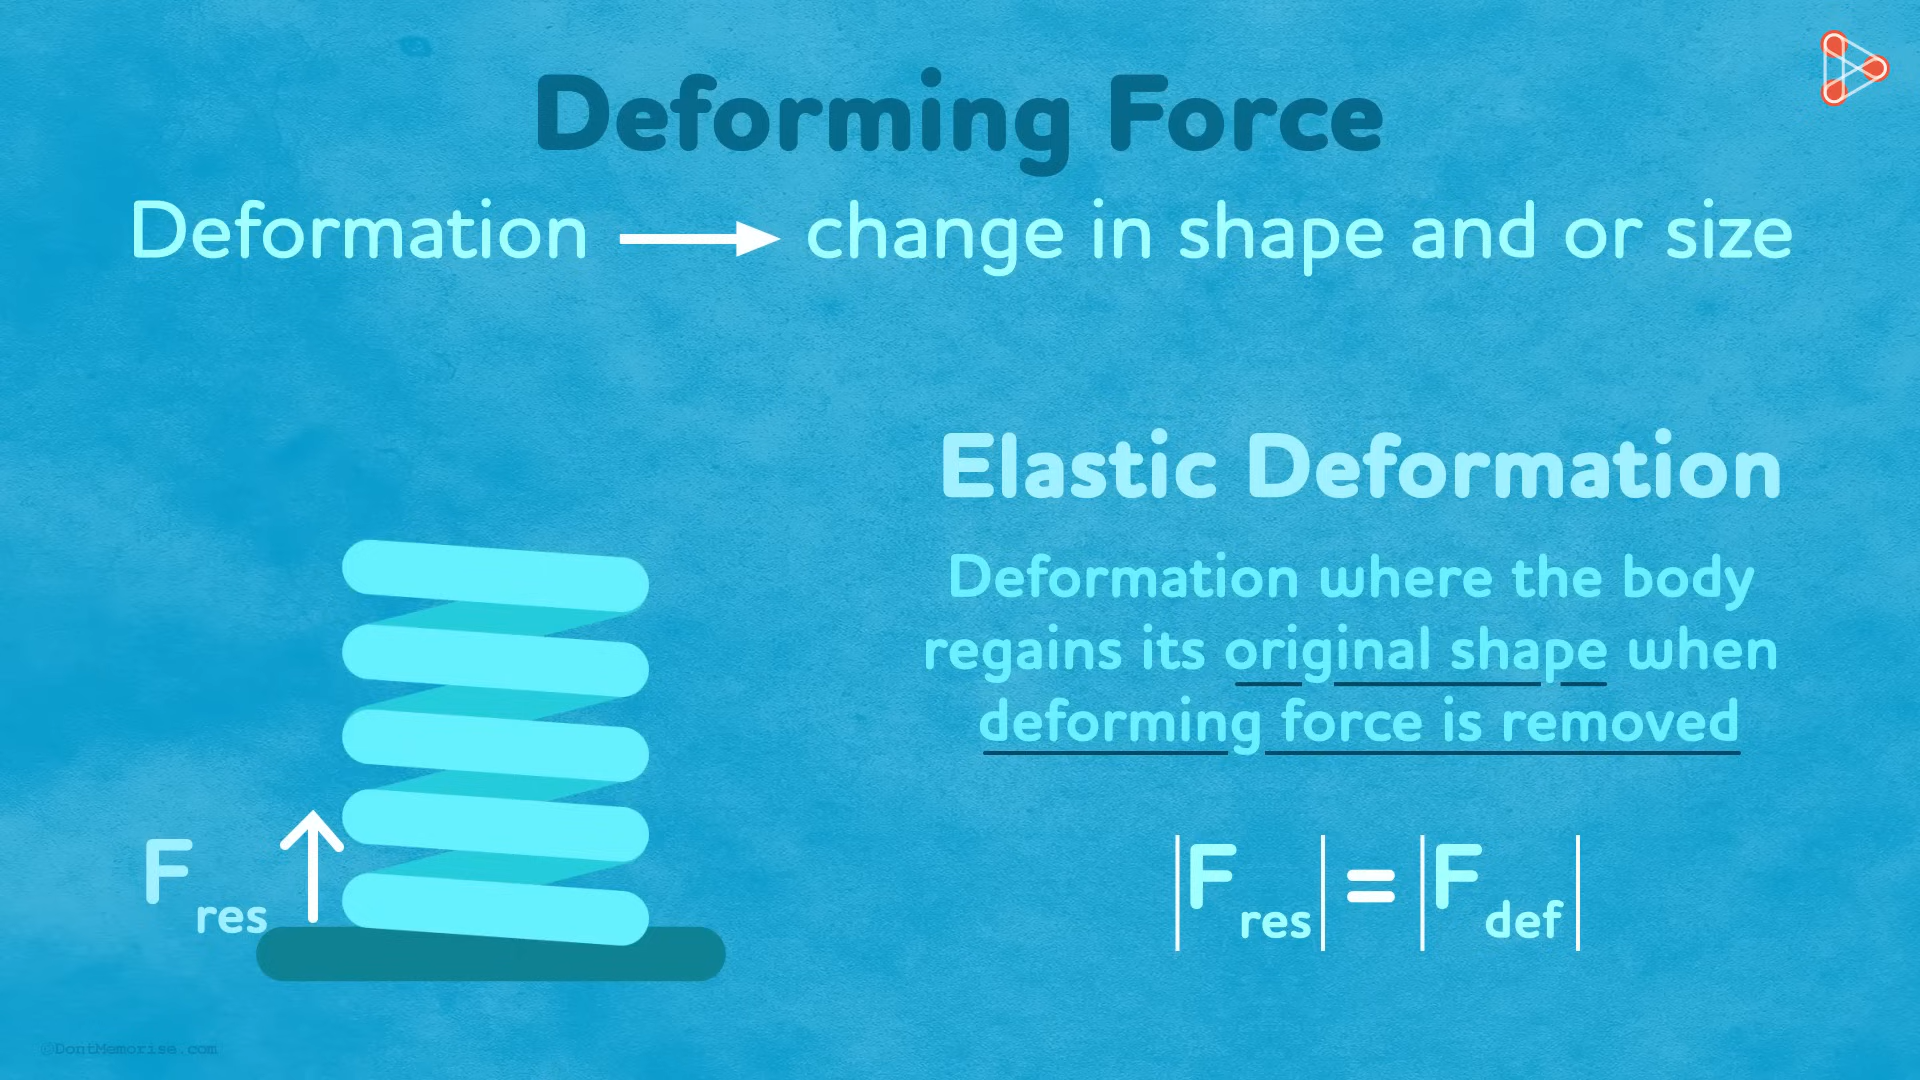 Deforming Force
Deformation → change in shape and or size
Elastic Deformation
Deformation where the body
regains its original shape when
deforming force is removed
F res
|F res| = |F def|
©DontMemorise.com